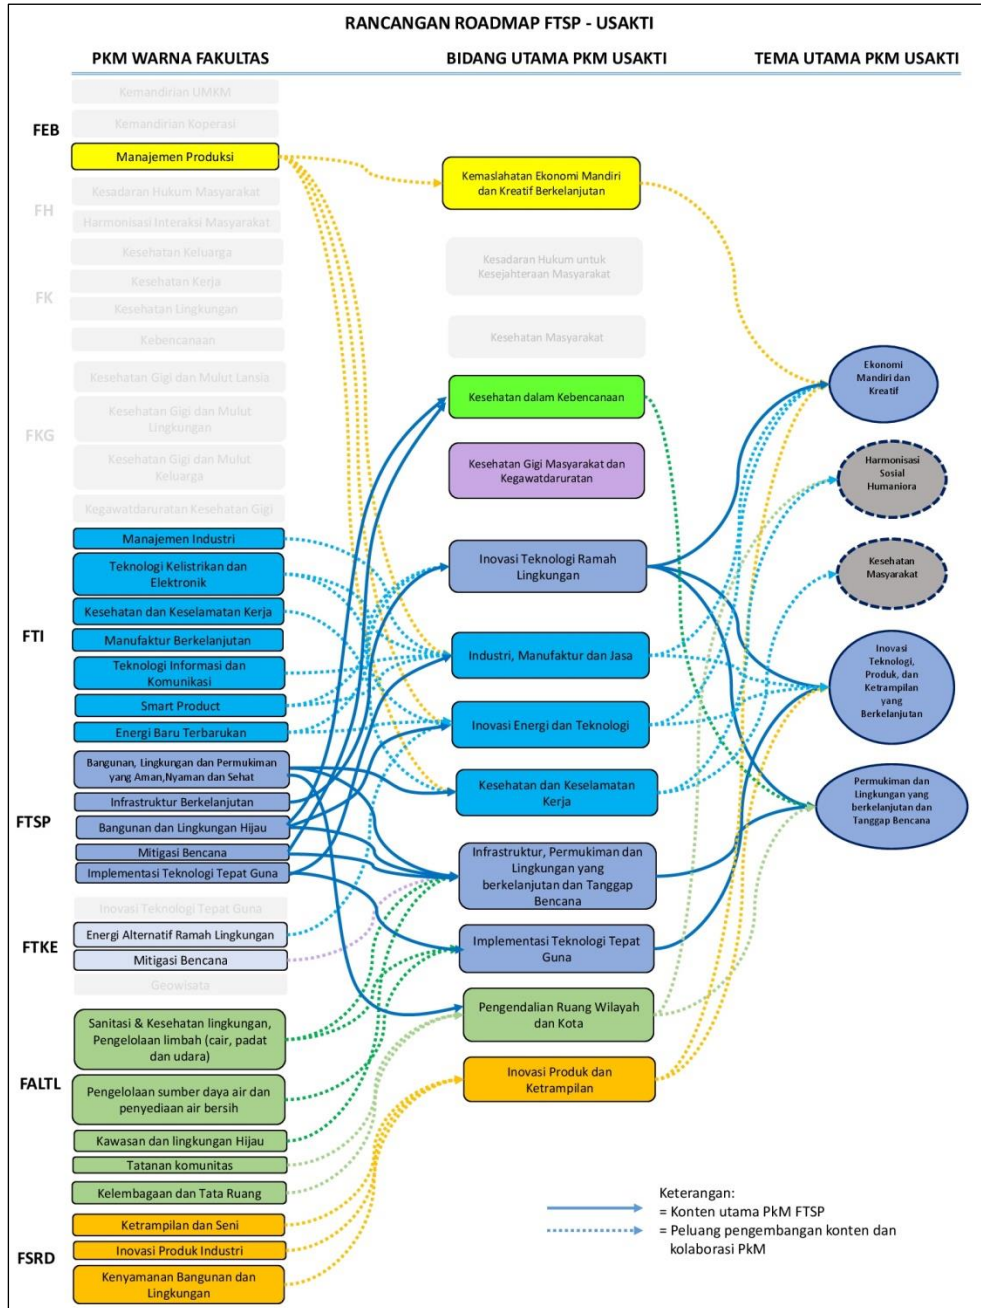 RANCANGAN ROADMAP FTSP - USAKTI
PKM WARNA FAKULTAS
BIDANG UTAMA PKM USAKTI
TEMA UTAMA PKM USAKTI
FEB
Kemandirian UMKM
Kemandirian Koperasi
Manajemen Produksi
FH
Kesadaran Hukum Masyarakat
Harmonisasi Interaksi Masyarakat
FK
Kesehatan Keluarga
Kesehatan Kerja
Kesehatan Lingkungan
Kebencanaan
FKG
Kesehatan Gigi dan Mulut Lansia
Kesehatan Gigi dan Mulut
Lingkungan
Kesehatan Gigi dan Mulut
Keluarga
Kegawatdaruratan Kesehatan Gigi
FTI
Manajemen Industri
Teknologi Kelistrikan dan
Elektronik
Kesehatan dan Keselamatan Kerja
Manufaktur Berkelanjutan
Teknologi Informasi dan
Komunikasi
Smart Product
Energi Baru Terbarukan
FTSP
Bangunan, Lingkungan dan Permukiman
yang Aman,Nyaman dan Sehat
Infrastruktur Berkelanjutan
Bangunan dan Lingkungan Hijau
Mitigasi Bencana
Implementasi Teknologi Tepat Guna
FTKE
Inovasi Teknologi Tepat Guna
Energi Alternatif Ramah Lingkungan
Mitigasi Bencana
Geowisata
FALTL
Sanitasi & Kesehatan lingkungan,
Pengelolaan limbah (cair, padat
dan udara)
Pengelolaan sumber daya air dan
penyediaan air bersih
Kawasan dan lingkungan Hijau
Tatanan komunitas
Kelembagaan dan Tata Ruang
FSRD
Ketrampilan dan Seni
Inovasi Produk Industri
Kenyamanan Bangunan dan
Lingkungan
Kemaslahatan Ekonomi Mandiri
dan Kreatif Berkelanjutan
Kesadaran Hukum untuk
Kesejahteraan Masyarakat
Kesehatan Masyarakat
Kesehatan dalam Kebencanaan
Kesehatan Gigi Masyarakat dan
Kegawatdaruratan
Inovasi Teknologi Ramah
Lingkungan
Industri, Manufaktur dan Jasa
Inovasi Energi dan Teknologi
Kesehatan dan Keselamatan
Kerja
Infrastruktur, Permukiman dan
Lingkungan yang
berkelanjutan dan Tanggap
Bencana
Implementasi Teknologi Tepat
Guna
Pengendalian Ruang Wilayah
dan Kota
Inovasi Produk dan
Ketrampilan
Ekonomi
Mandiri dan
Kreatif
Harmonisasi
Sosial
Humaniora
Kesehatan
Masyarakat
Inovasi
Teknologi,
Produk, dan
Ketrampilan
yang
Berkelanjutan
Permukiman dan
Lingkungan yang
berkelanjutan dan
Tanggap Bencana
Keterangan:
= Konten utama PkM FTSP
= Peluang pengembangan konten dan
kolaborasi PkM